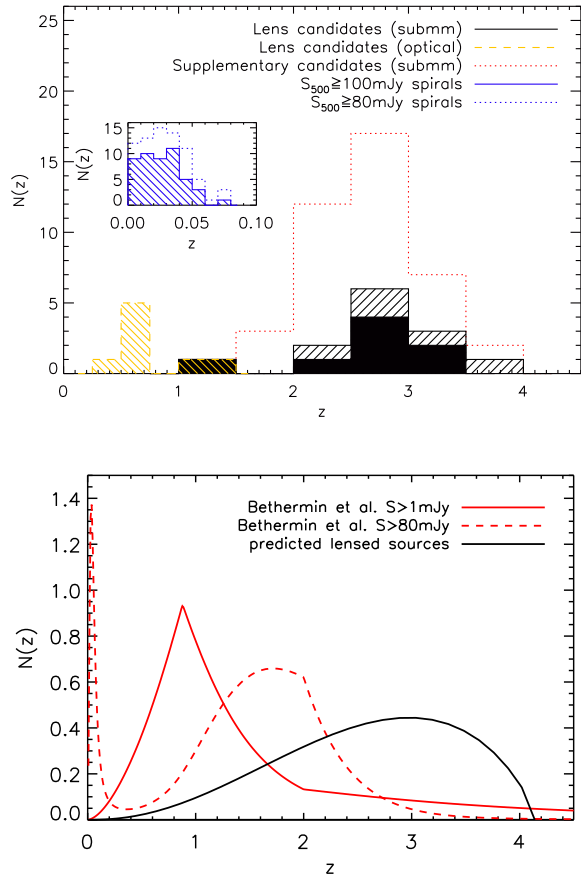 25
20
15
10
5
0
N(z)
Lens candidates (submm)
Lens candidates (optical)
Supplementary candidates (submm)
S₅₀₀≧100mJy spirals
S₅₀₀≧80mJy spirals
15
10
5
0
N(z)
0.00 0.05 0.10
z
0 1 2 3 4
z
1.4
1.2
1.0
0.8
0.6
0.4
0.2
0.0
N(z)
Bethermin et al. S>1mJy
Bethermin et al. S>80mJy
predicted lensed sources
0 1 2 3 4
z